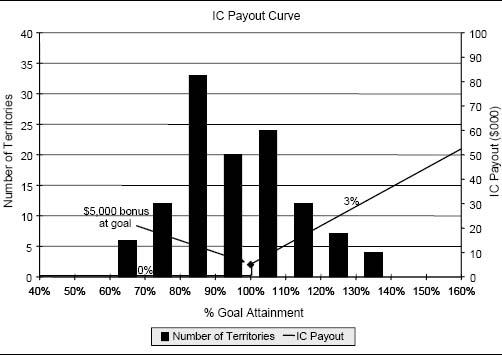 IC Payout Curve
40
35
30
25
20
15
10
5
0
Number of Territories
100
90
80
70
60
50
40
30
20
10
0
IC Payout ($000)
$5,000 bonus
at goal
0%
3%
40% 50% 60% 70% 80% 90% 100% 110% 120% 130% 140% 150% 160%
% Goal Attainment
Number of Territories IC Payout